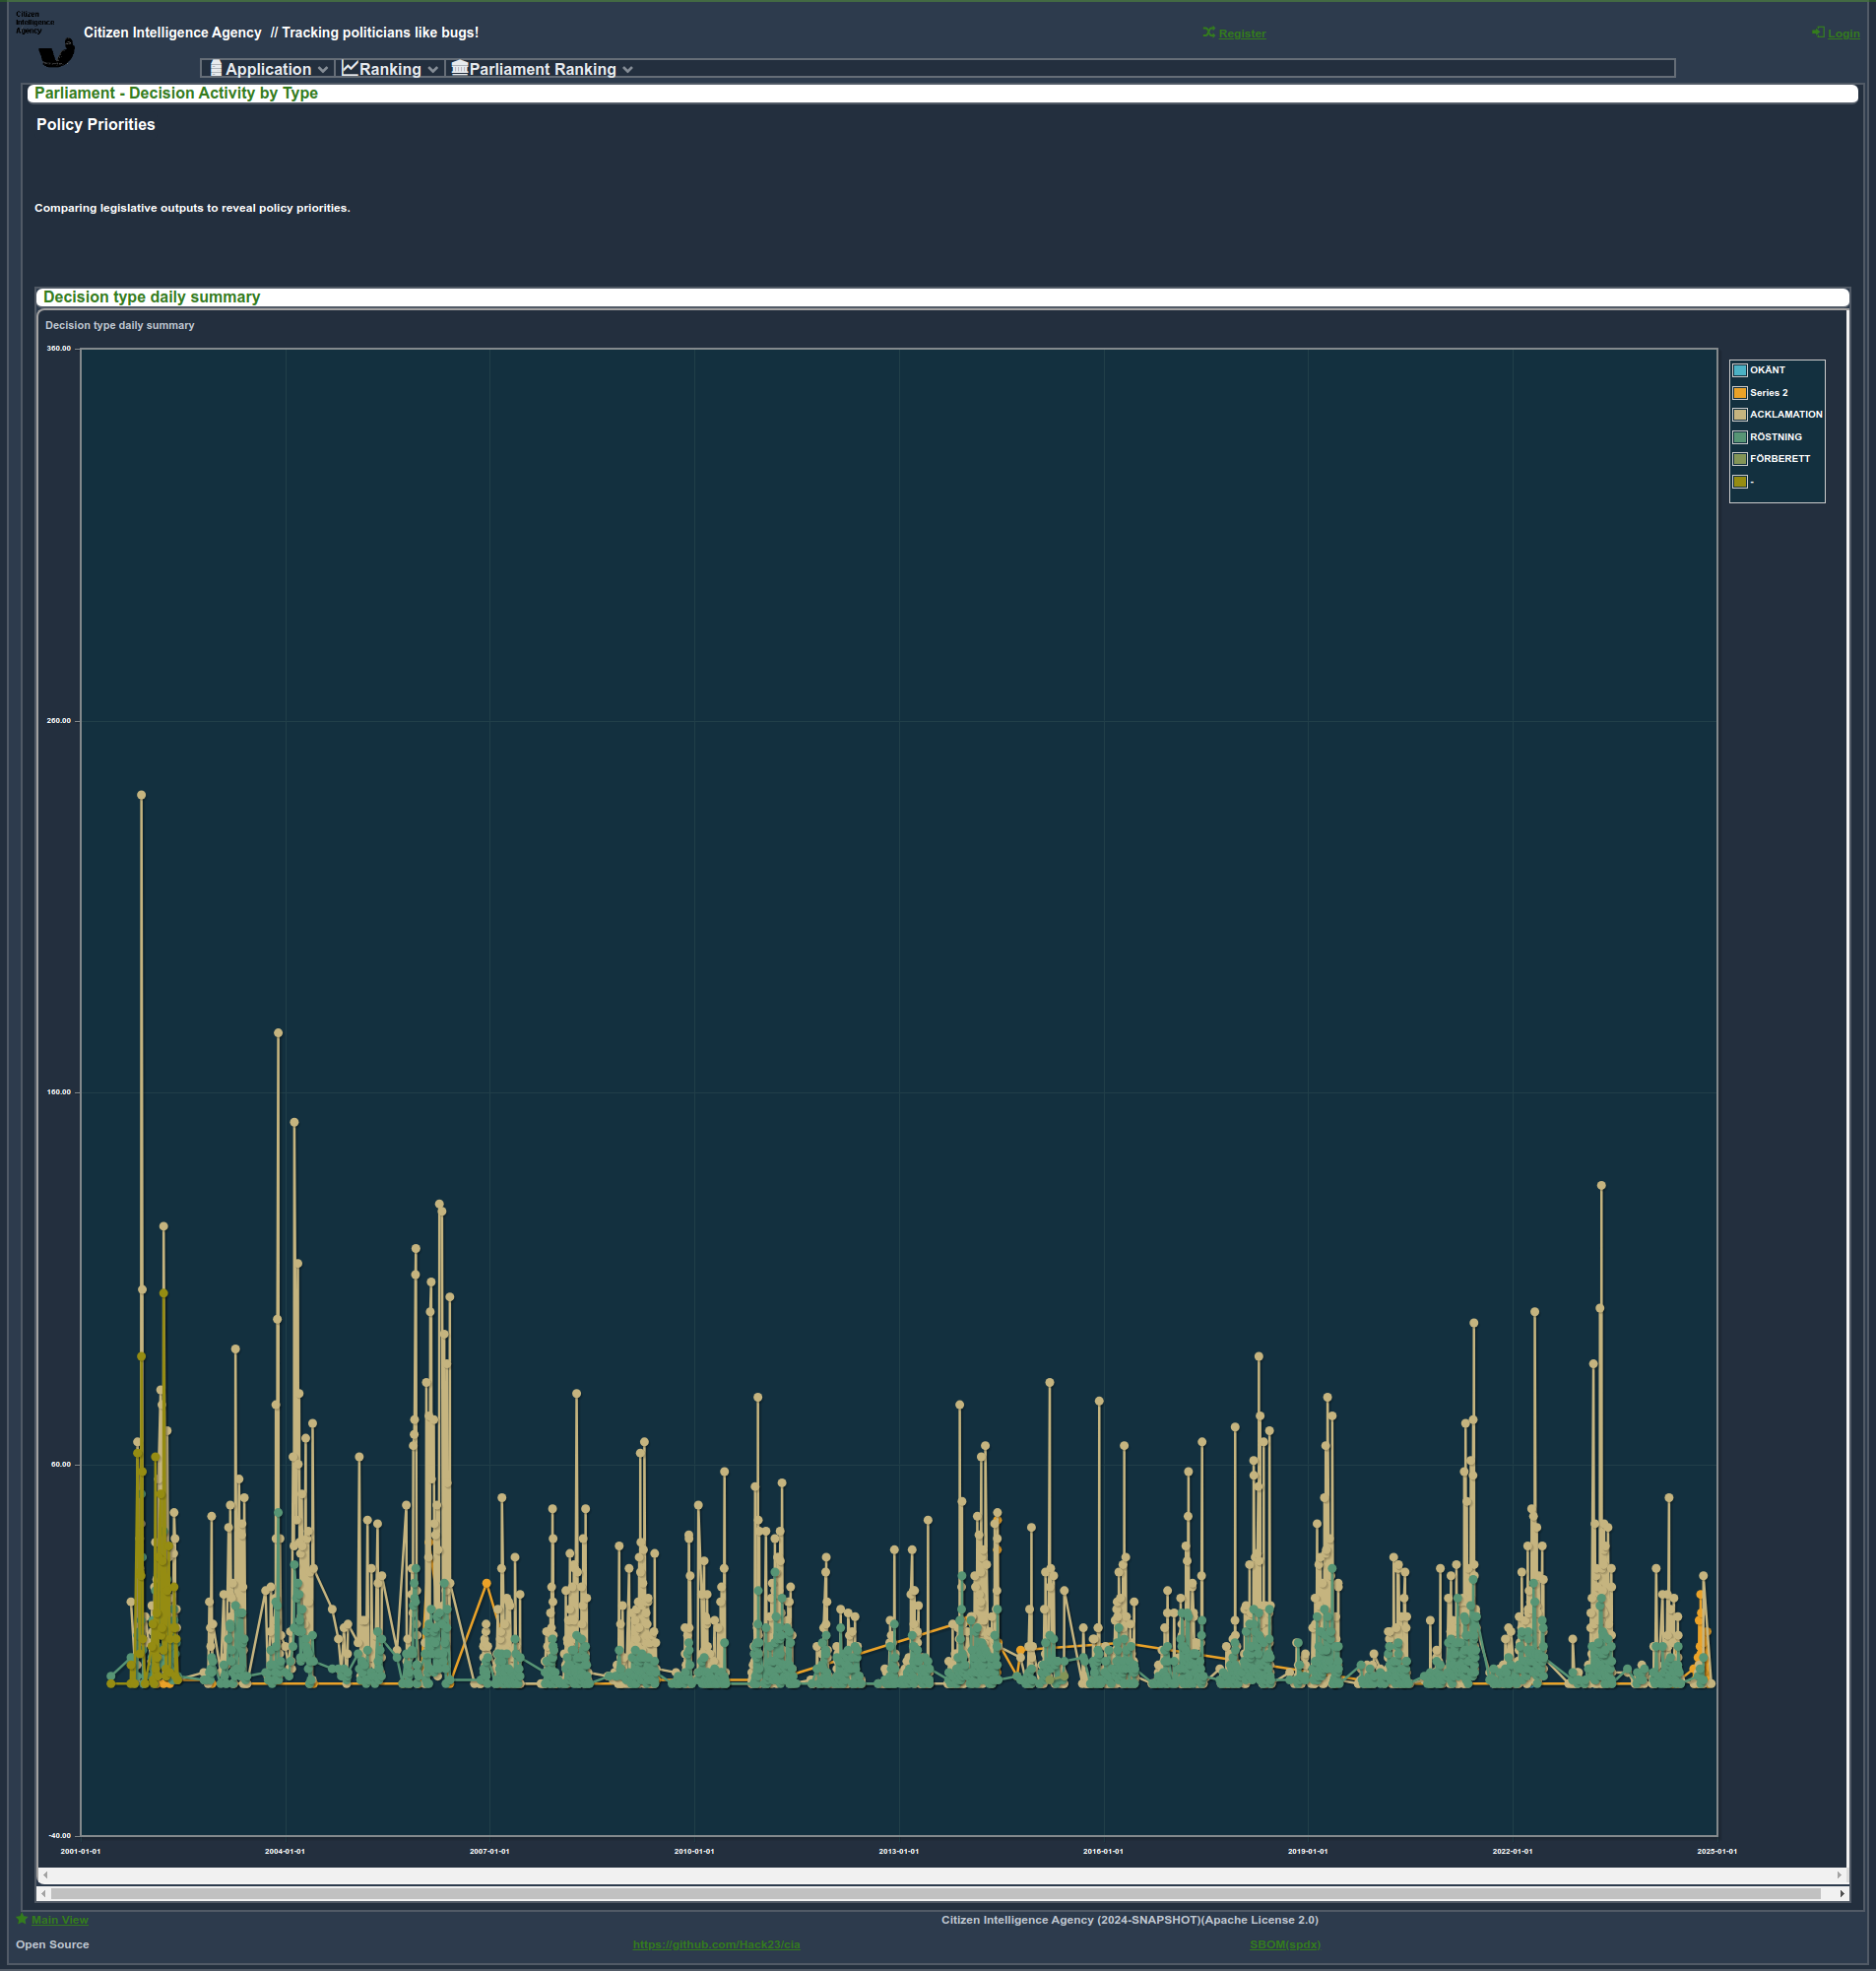 Citizen
Intelligence
Agency
Citizen Intelligence Agency // Tracking politicians like bugs!
Register
Login
Application
Ranking
Parliament Ranking
Parliament - Decision Activity by Type
Policy Priorities
Comparing legislative outputs to reveal policy priorities.
Decision type daily summary
Decision type daily summary
360.00
260.00
160.00
60.00
-40.00
2001-01-01
2004-01-01
2007-01-01
2010-01-01
2013-01-01
2016-01-01
2019-01-01
2022-01-01
2025-01-01
OKÄNT
Series 2
ACKLAMATION
RÖSTNING
FÖRBERETT
-
Main View
Citizen Intelligence Agency (2024-SNAPSHOT)(Apache License 2.0)
Open Source
https://github.com/Hack23/cia
SBOM(spdx)